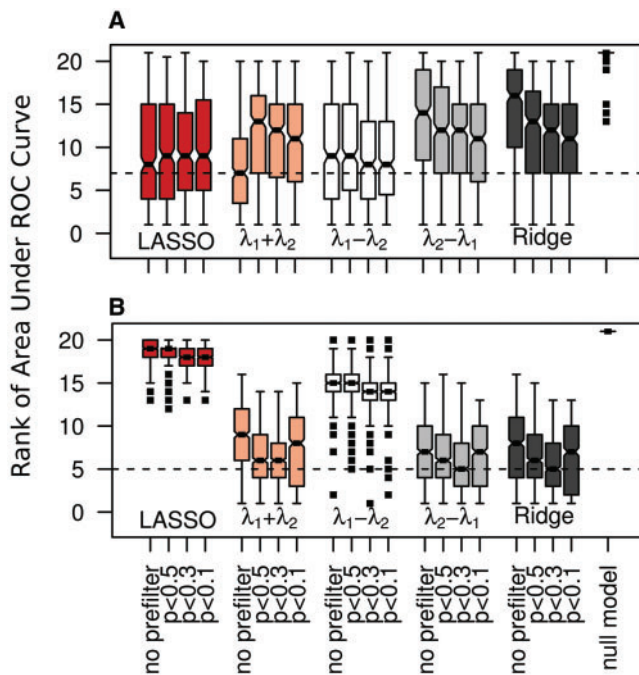 A
Rank of Area Under ROC Curve
20
15
10
5
0
LASSO λ₁+λ₂ λ₁−λ₂ λ₂−λ₁ Ridge
B
20
15
10
5
0
LASSO λ₁+λ₂ λ₁−λ₂ λ₂−λ₁ Ridge
no prefilter
p<0.5
p<0.3
p<0.1
no prefilter
p<0.5
p<0.3
p<0.1
no prefilter
p<0.5
p<0.3
p<0.1
no prefilter
p<0.5
p<0.3
p<0.1
no prefilter
p<0.5
p<0.3
p<0.1
null model